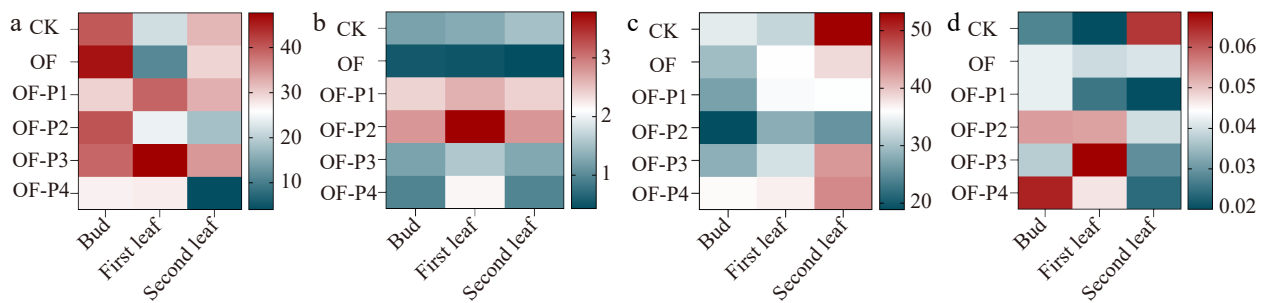 a
CK
OF
OF-P1
OF-P2
OF-P3
OF-P4
Bud
First leaf
Second leaf
40
30
20
10
b
CK
OF
OF-P1
OF-P2
OF-P3
OF-P4
Bud
First leaf
Second leaf
3
2
1
c
CK
OF
OF-P1
OF-P2
OF-P3
OF-P4
Bud
First leaf
Second leaf
50
40
30
20
d
CK
OF
OF-P1
OF-P2
OF-P3
OF-P4
Bud
First leaf
Second leaf
0.06
0.05
0.04
0.03
0.02